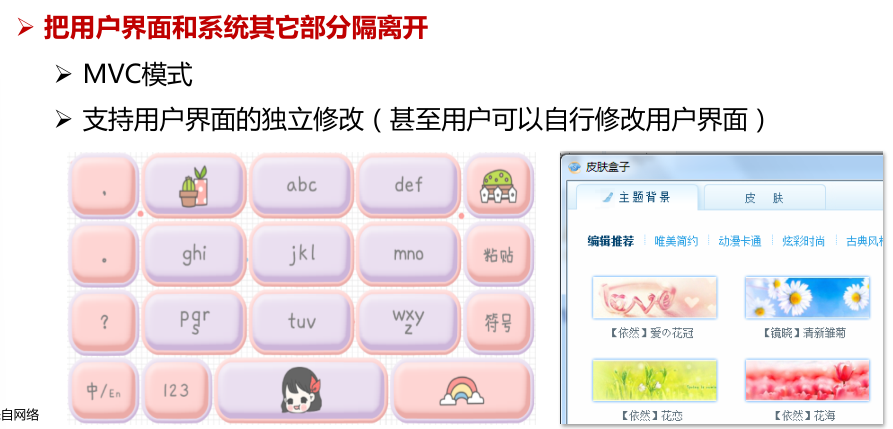 把用户界面和系统其它部分隔离开
MVC模式
支持用户界面的独立修改（甚至用户可以自行修改用户界面）
, abc def
。 ghi jkl mno 粘贴
? pqrs tuv wxyz 符号
中/En 123
自网络
皮肤盒子
主题背景 皮 肤
编辑推荐 唯美简约 动漫卡通 炫彩时尚 古典风格
【依然】爱の花冠 【镜晓】清新雏菊
【依然】花恋 【依然】花海